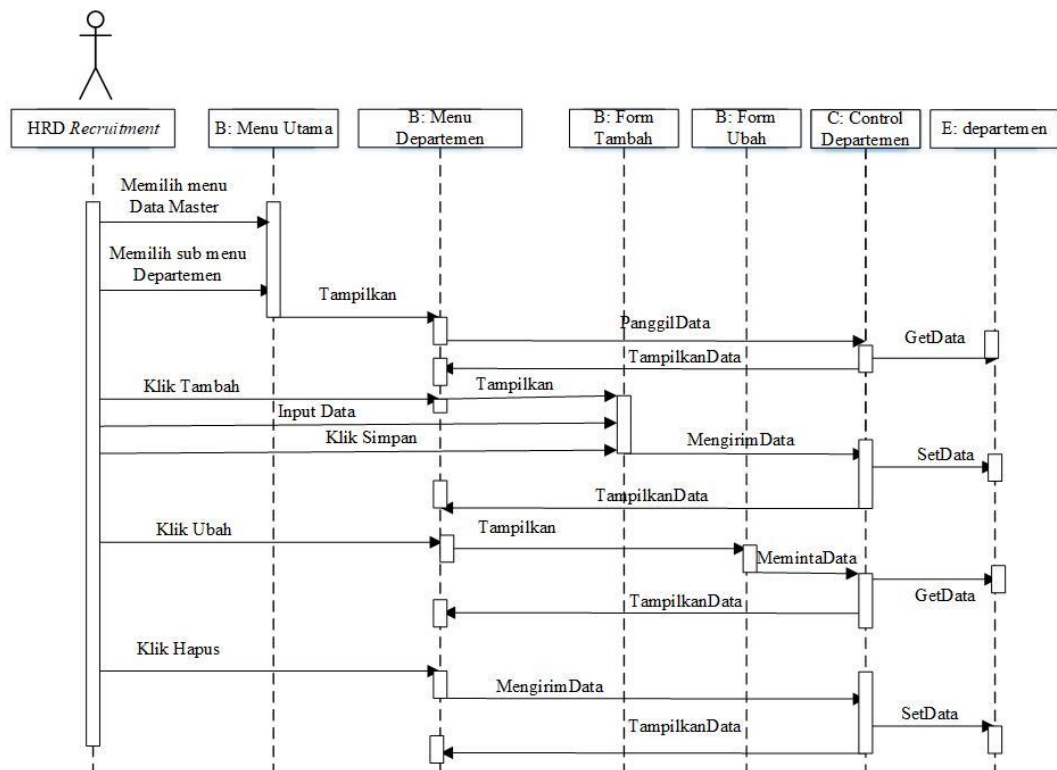 HRD Recruitment
B: Menu Utama
B: Menu
Departemen
B: Form
Tambah
B: Form
Ubah
C: Control
Departemen
E: departemen
Memilih menu
Data Master
Memilih sub menu
Departemen
Tampilkan
PanggilData
GetData
TampilkanData
Klik Tambah
Tampilkan
Input Data
Klik Simpan
MengirimData
SetData
TampilkanData
Klik Ubah
Tampilkan
MemintaData
GetData
TampilkanData
Klik Hapus
MengirimData
SetData
TampilkanData